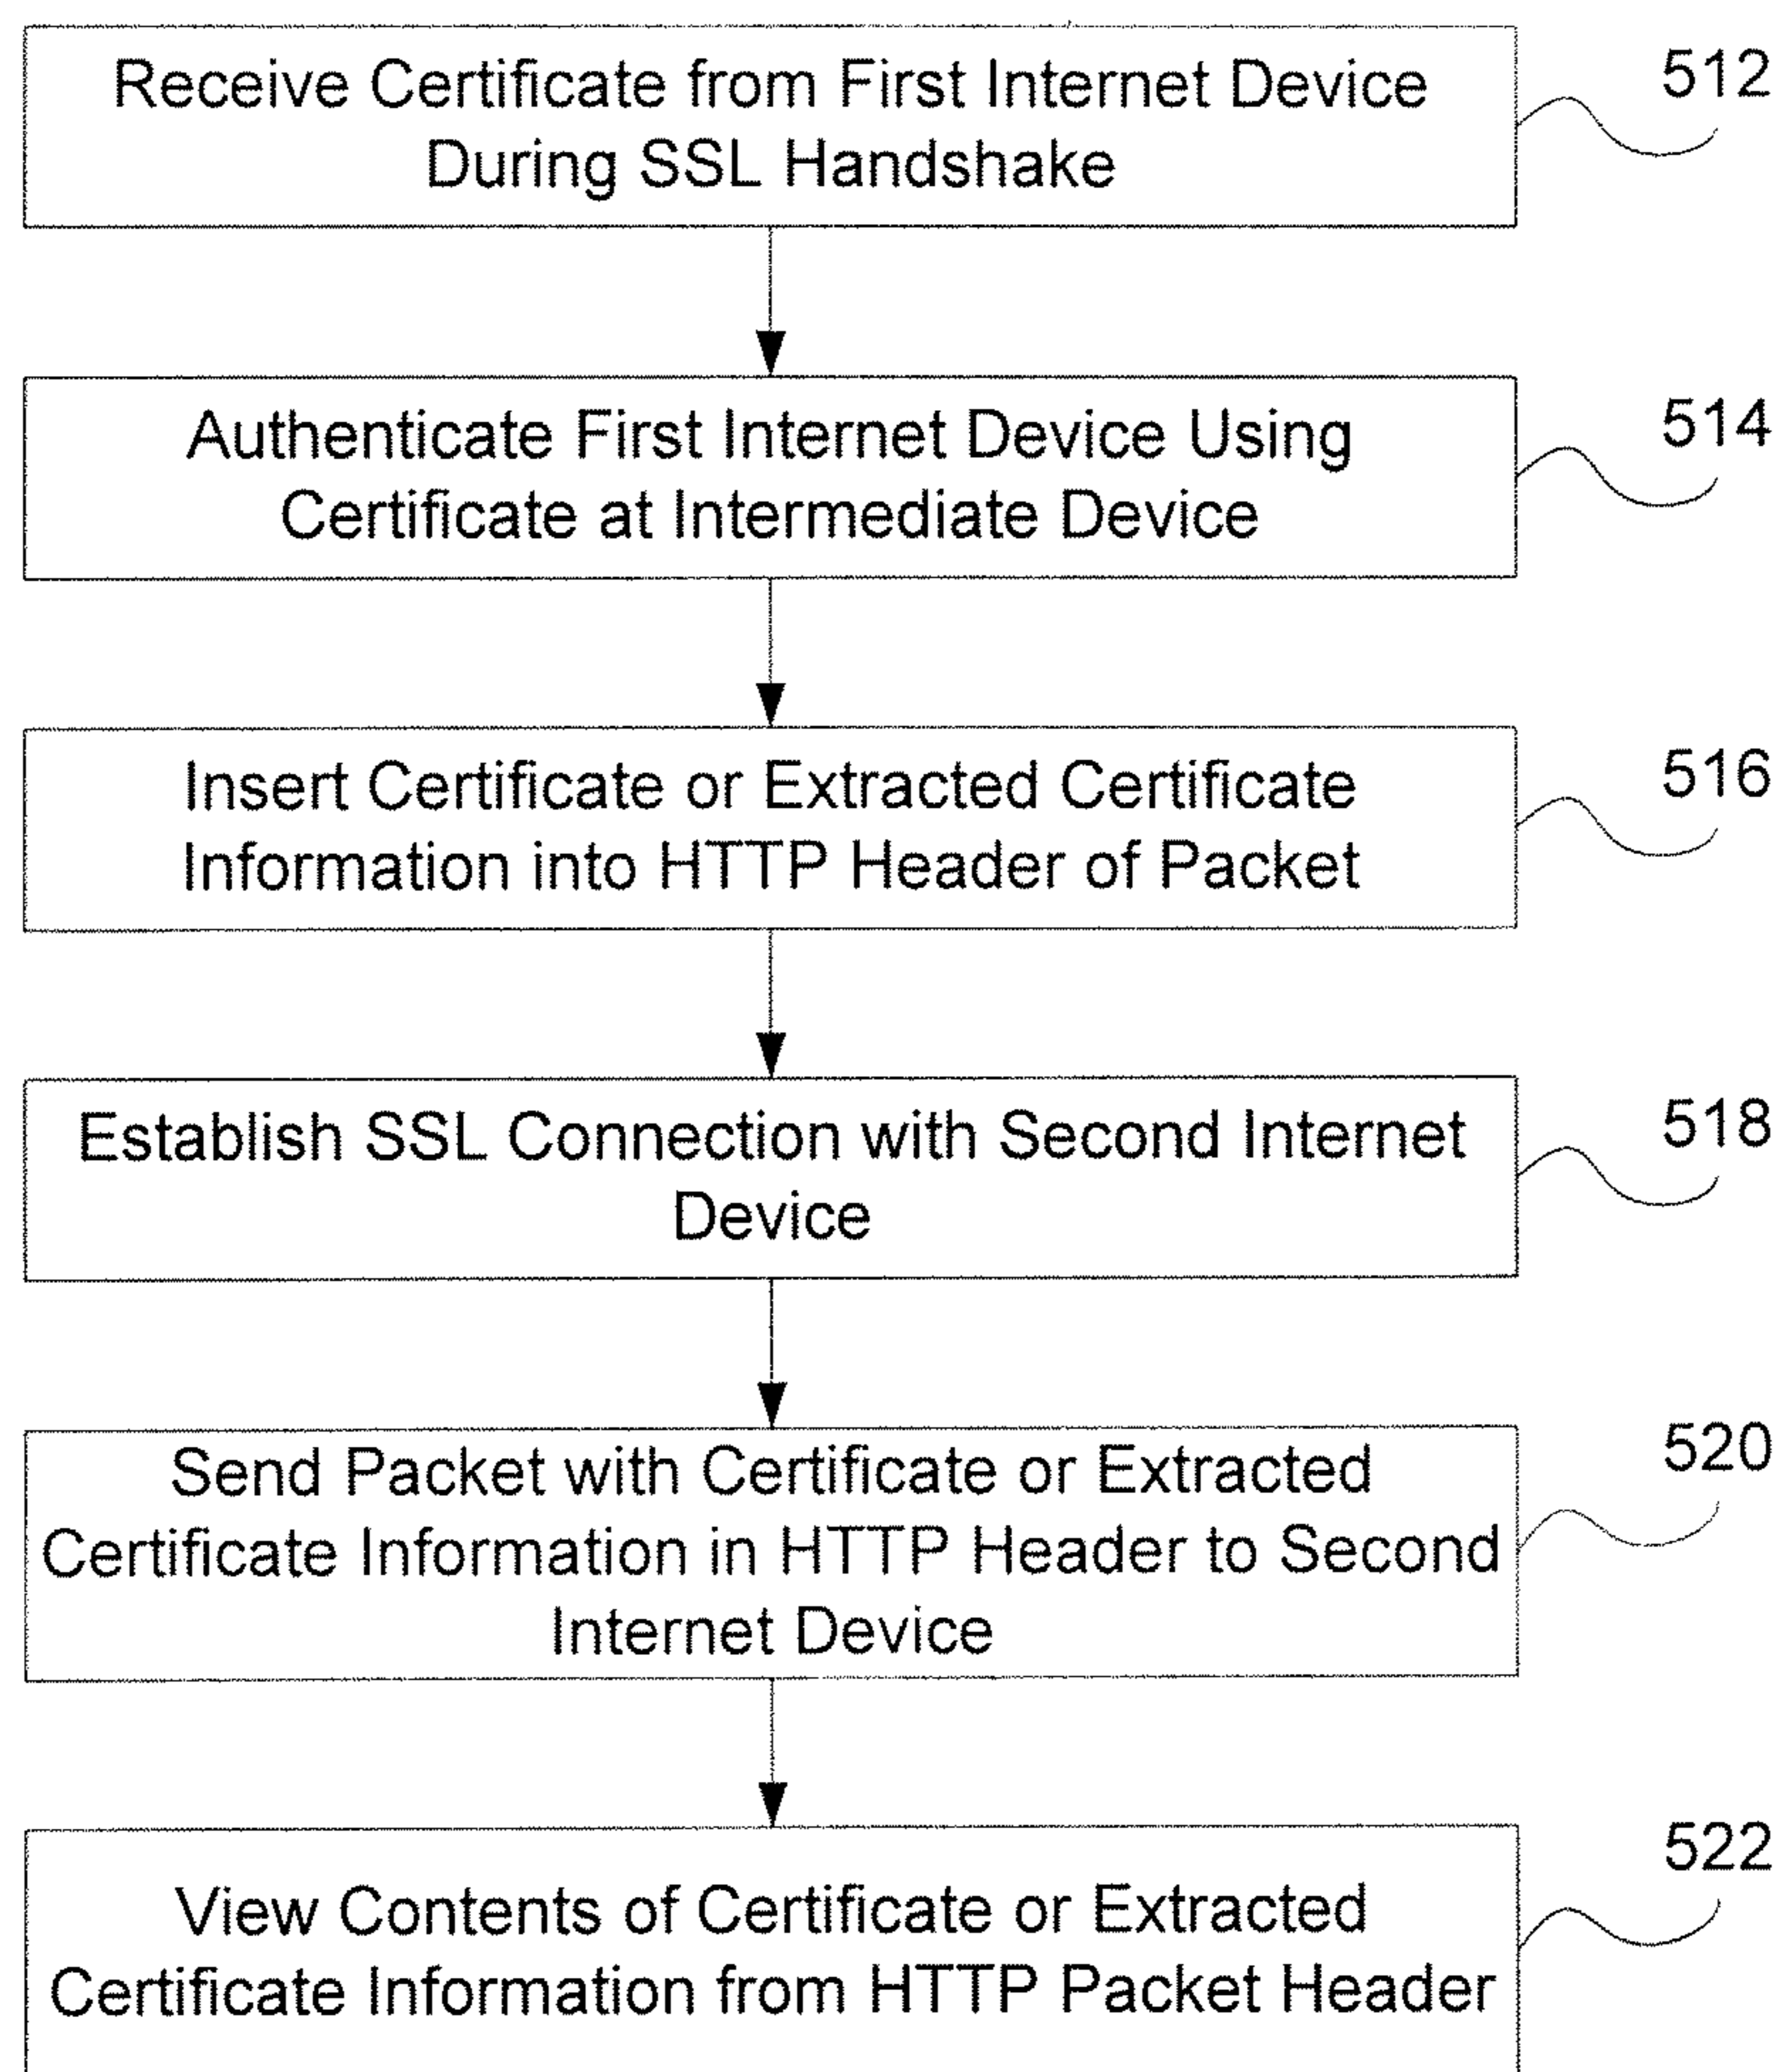 Receive Certificate from First Internet Device
During SSL Handshake
512
Authenticate First Internet Device Using
Certificate at Intermediate Device
514
Insert Certificate or Extracted Certificate
Information into HTTP Header of Packet
516
Establish SSL Connection with Second Internet
Device
518
Send Packet with Certificate or Extracted
Certificate Information in HTTP Header to Second
Internet Device
520
View Contents of Certificate or Extracted
Certificate Information from HTTP Packet Header
522